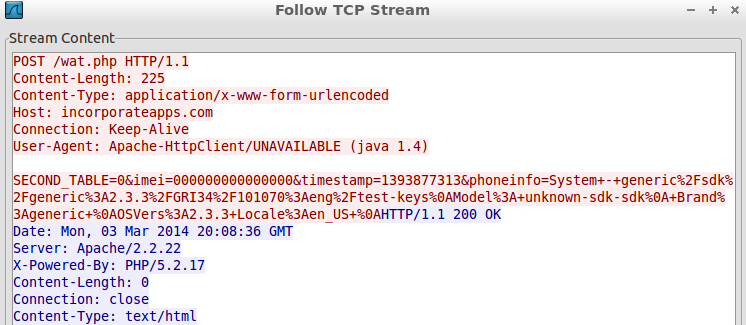 Follow TCP Stream
Stream Content
POST /wat.php HTTP/1.1
Content-Length: 225
Content-Type: application/x-www-form-urlencoded
Host: incorporateapps.com
Connection: Keep-Alive
User-Agent: Apache-HttpClient/UNAVAILABLE (java 1.4)
SECOND_TABLE=0&imei=000000000000000&timestamp=1393877313&phoneinfo=System+-+generic%2Fsdk%
2Fgeneric%3A2.3.3%2FGRI34%2F101070%3Aeng%2Ftest-keys%0AModel%3A+unknown-sdk-sdk%0A+Brand%
3Ageneric+%0AOSVers%3A2.3.3+Locale%3Aen_US+%0AHTTP/1.1 200 OK
Date: Mon, 03 Mar 2014 20:08:36 GMT
Server: Apache/2.2.22
X-Powered-By: PHP/5.2.17
Content-Length: 0
Connection: close
Content-Type: text/html